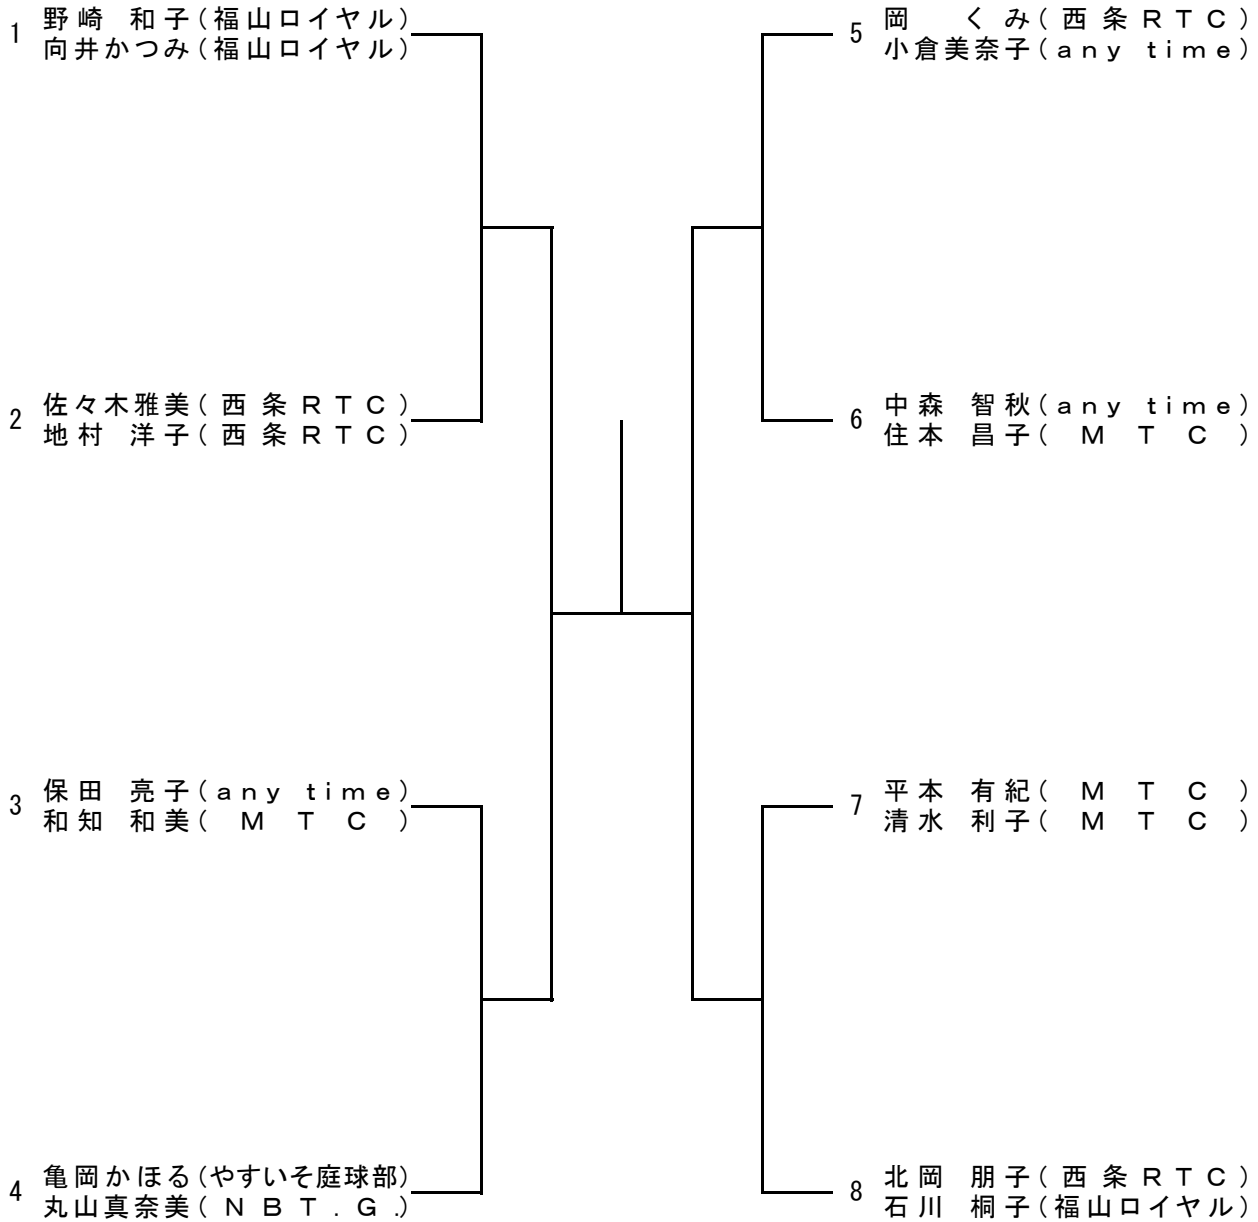 1 野崎 和子(福山ロイヤル)
向井かつみ(福山ロイヤル)
2 佐々木雅美(西条RTC)
地村 洋子(西条RTC)
3 保田 亮子(any time)
和知 和美(MTC)
4 亀岡かほる(やすいそ庭球部)
丸山真奈美(NBT.G.)
5 岡 くみ(西条RTC)
小倉美奈子(any time)
6 中森 智秋(any time)
住本 昌子(MTC)
7 平本 有紀(MTC)
清水 利子(MTC)
8 北岡 朋子(西条RTC)
石川 桐子(福山ロイヤル)